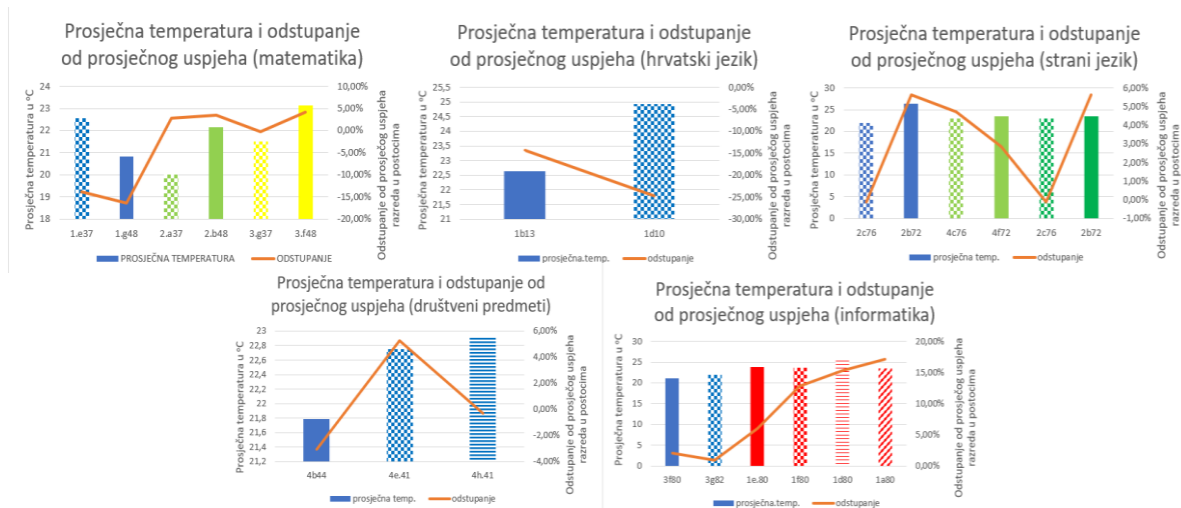 Prosječna temperatura i odstupanje
od prosječnog uspjeha (matematika)
Prosječna temperatura u °C
24
23
22
21
20
19
18
10,00%
5,00%
0,00%
-5,00%
-10,00%
-15,00%
-20,00%
Odstupanje od prosječog uspjeha
razreda u postocima
1.e37 1.g48 2.a37 2.b48 3.g37 3.f48
PROSJEČNA TEMPERATURA ODSTUPANJE
Prosječna temperatura i odstupanje
od prosječnog uspjeha (hrvatski jezik)
Prosječna temperatura u °C
25,5
25
24,5
24
23,5
23
22,5
22
21,5
21
0,00%
-5,00%
-10,00%
-15,00%
-20,00%
-25,00%
-30,00%
Odstupanje od prosječog uspjeha
razreda u postocima
1b13 1d10
prosječna.temp. odstupanje
Prosječna temperatura i odstupanje
od prosječnog uspjeha (strani jezik)
Prosječna temperatura u °C
30
25
20
15
10
5
0
6,00%
5,00%
4,00%
3,00%
2,00%
1,00%
0,00%
-1,00%
Odstupanje od prosječog uspjeha
razreda u postocima
2c76 2b72 4c76 4f72 2c76 2b72
prosječna temp. odstupanje
Prosječna temperatura i odstupanje od
prosječnog uspjeha (društveni predmeti)
Prosječna temperatura u °C
23
22,8
22,6
22,4
22,2
22
21,8
21,6
21,4
21,2
6,00%
4,00%
2,00%
0,00%
-2,00%
-4,00%
Odstupanje od prosječog uspjeha
razreda u postocima
4b44 4e.41 4h.41
prosječna temp. odstupanje
Prosječna temperatura i odstupanje
od prosječnog uspjeha (informatika)
Prosječna temperatura u °C
30
25
20
15
10
5
0
20,00%
15,00%
10,00%
5,00%
0,00%
Odstupanje od prosječog uspjeha
razreda u postocima
3f80 3g82 1e.80 1f80 1d80 1a80
prosječna.temp. odstupanje